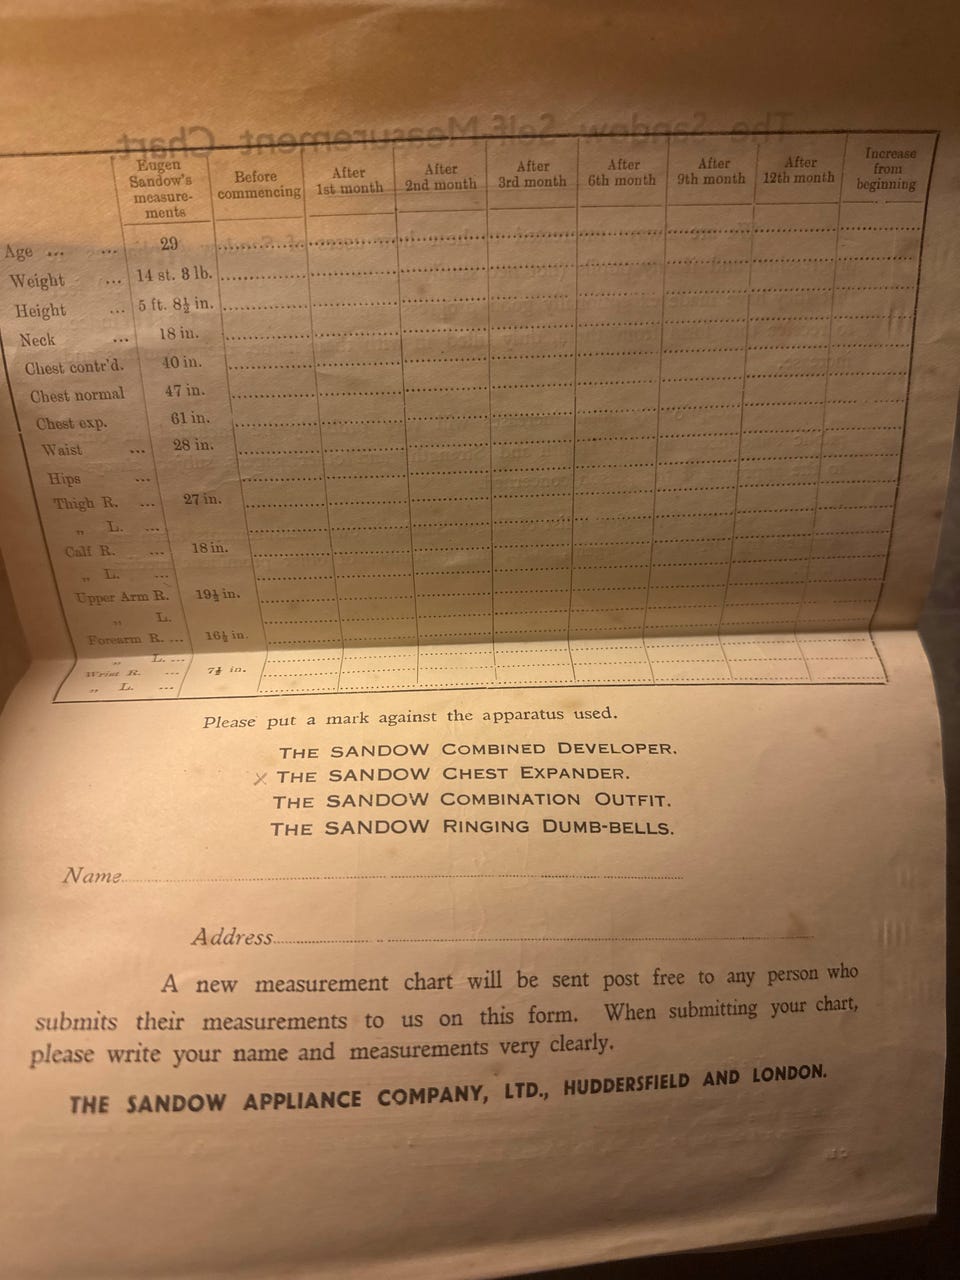 Eugen Sandow's measure-ments Before commencing After 1st month After 2nd month After 3rd month After 6th month After 9th month After 12th month Increase from beginning
Age ... ... 29
Weight ... 14 st. 8 lb.
Height ... 5 ft. 8½ in.
Neck ... 18 in.
Chest contr'd. 40 in.
Chest normal 47 in.
Chest exp. 61 in.
Waist ... 28 in.
Hips ...
Thigh R. ... 27 in.
„ L. ...
Calf R. ... 18 in.
„ L. ...
Upper Arm R. 19½ in.
„ L.
Forearm R. ... 16½ in.
„ L. ...
Wrist R. ... 7½ in.
„ L. ...
Please put a mark against the apparatus used.
THE SANDOW COMBINED DEVELOPER.
× THE SANDOW CHEST EXPANDER.
THE SANDOW COMBINATION OUTFIT.
THE SANDOW RINGING DUMB-BELLS.
Name
Address
A new measurement chart will be sent post free to any person who
submits their measurements to us on this form. When submitting your chart,
please write your name and measurements very clearly.
THE SANDOW APPLIANCE COMPANY, LTD., HUDDERSFIELD AND LONDON.